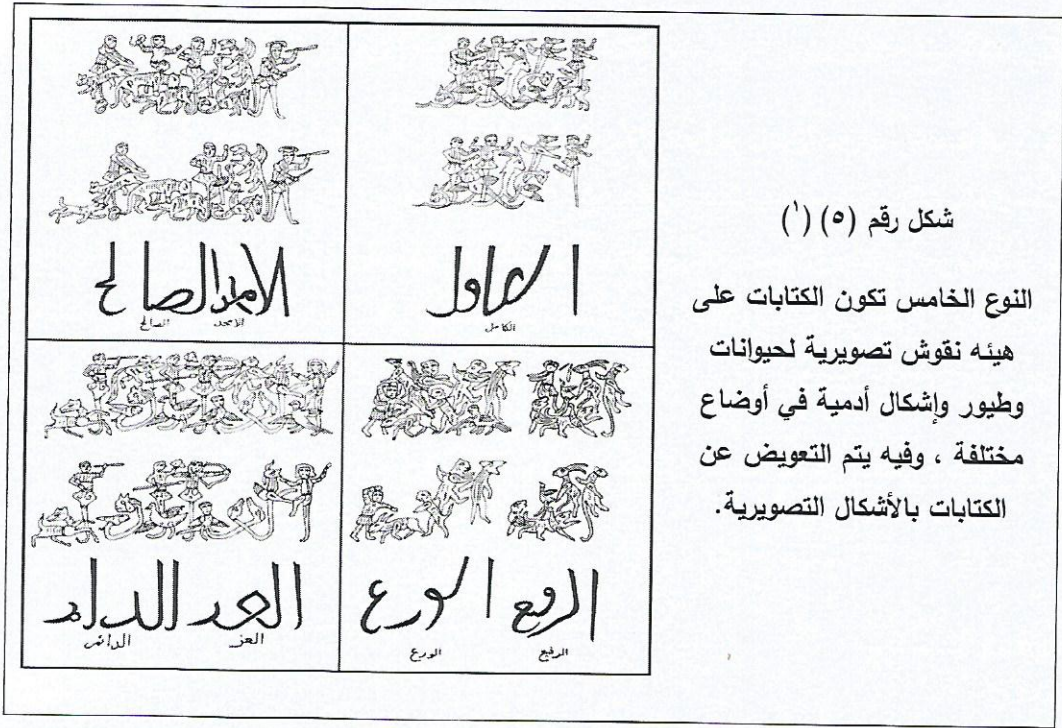 شكل رقم (٥) (١)
النوع الخامس تكون الكتابات على
هيئه نقوش تصويرية لحيوانات
وطيور وإشكال أدمية في أوضاع
مختلفة ، وفيه يتم التعويض عن
الكتابات بالأشكال التصويرية.
الكامل
الامجد الصالح
الرفيع الورع
العز الدائم